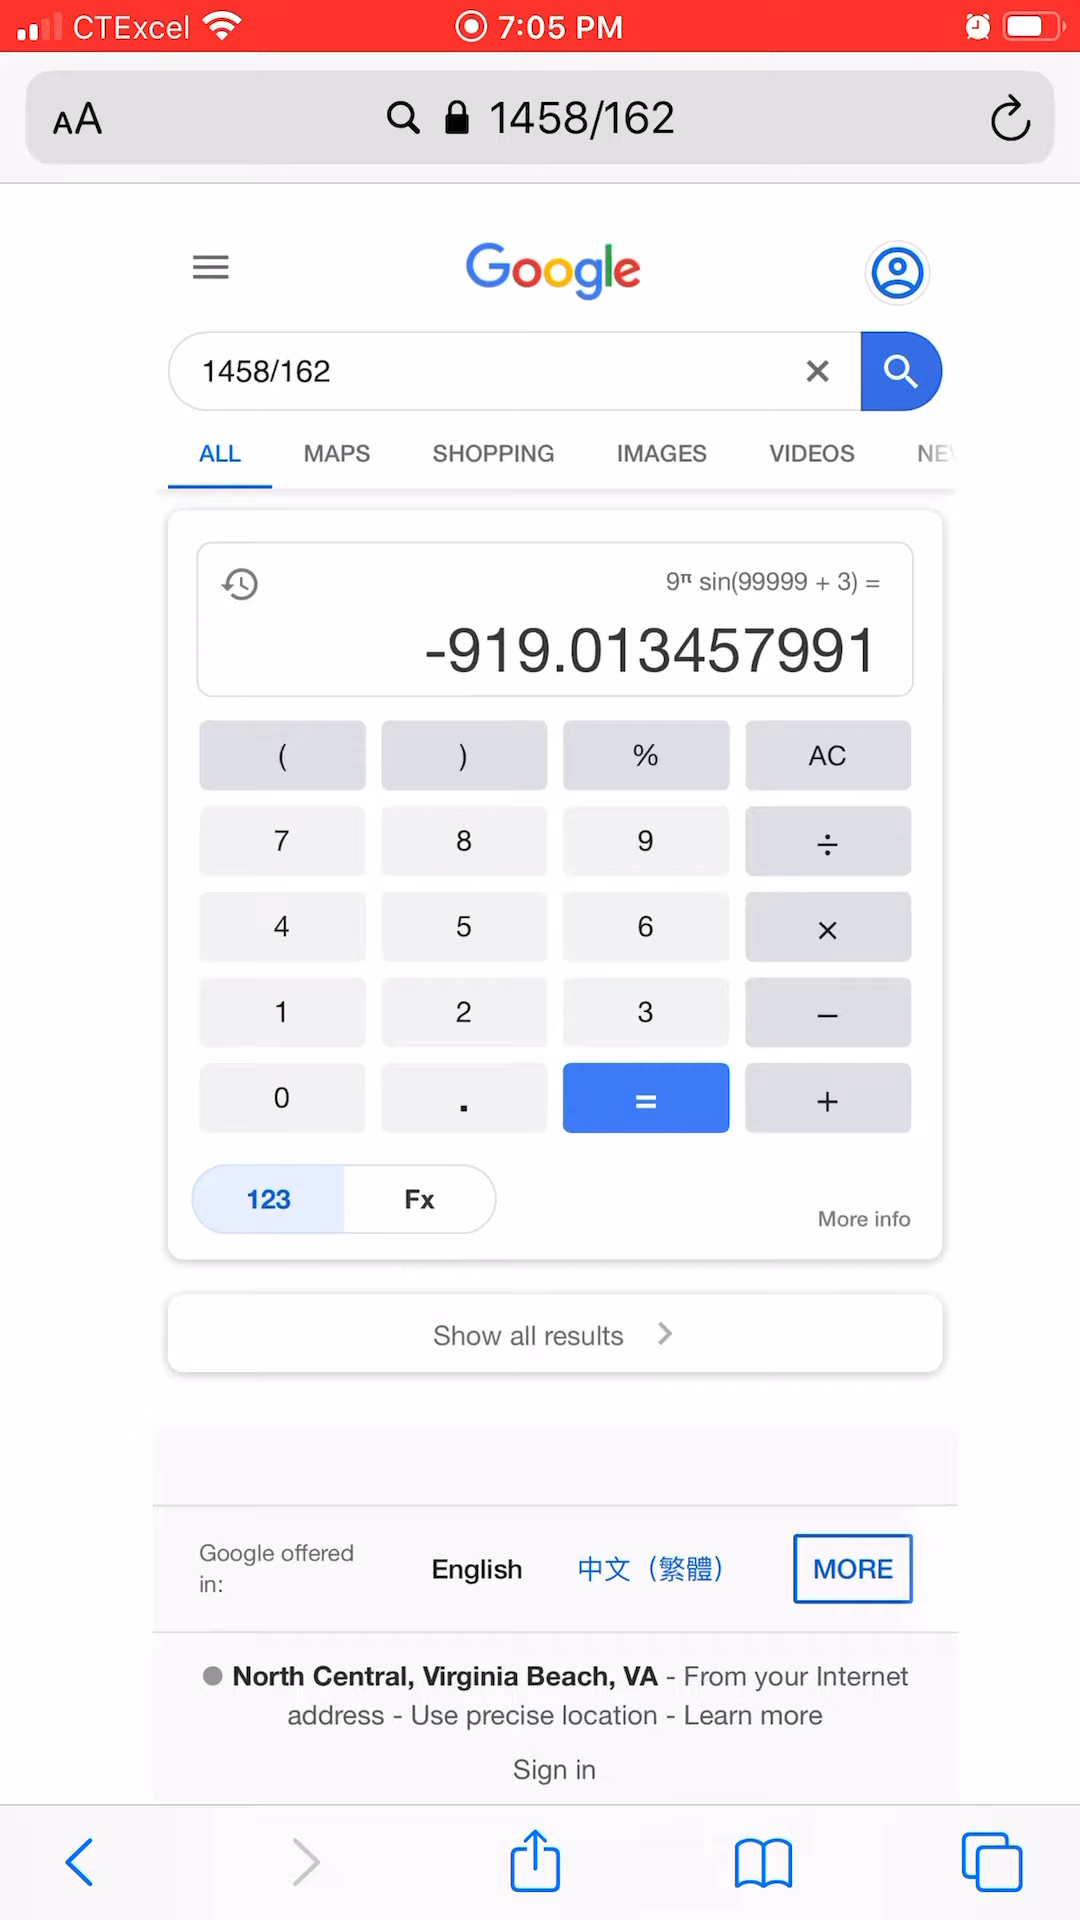 CTExcel 7:05 PM
AA 1458/162
Google
1458/162
ALL MAPS SHOPPING IMAGES VIDEOS NEW
9π sin(99999 + 3) =
-919.013457991
( ) % AC
7 8 9 ÷
4 5 6 ×
1 2 3 −
0 . = +
123 Fx
More info
Show all results
Google offered
in:
English 中文（繁體） MORE
North Central, Virginia Beach, VA - From your Internet
address - Use precise location - Learn more
Sign in